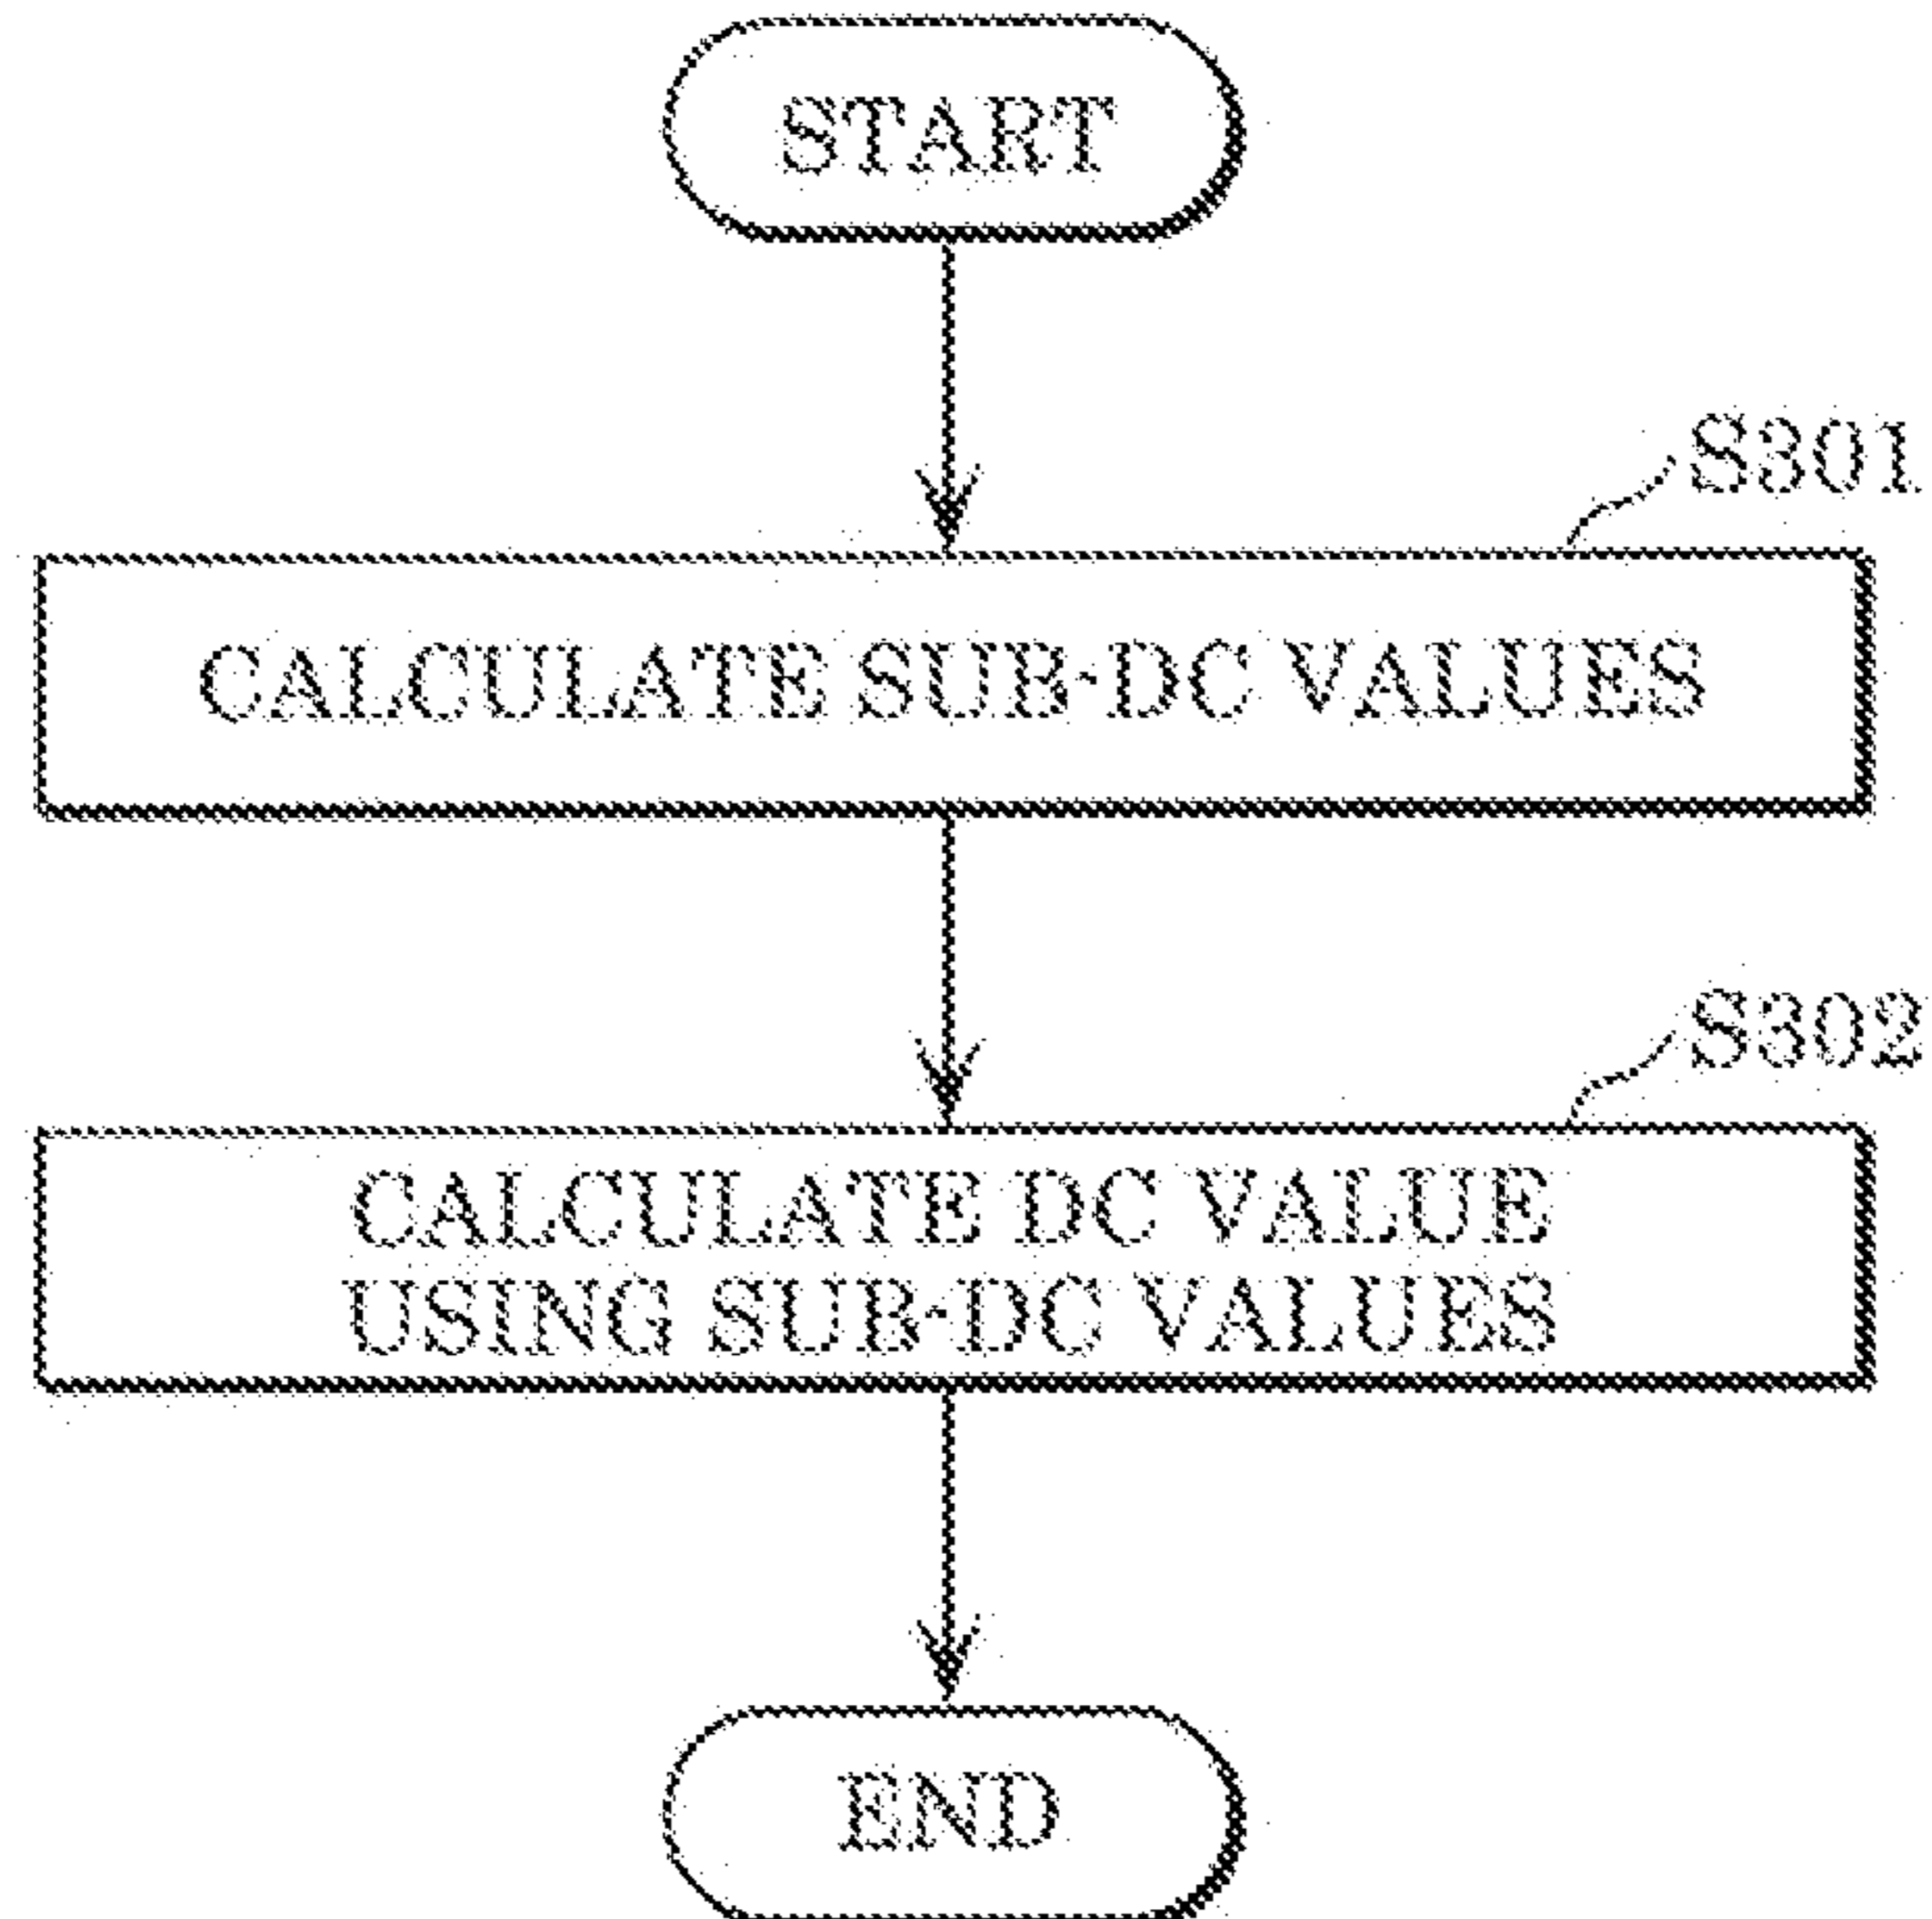 START
S301
CALCULATE SUB-DC VALUES
S302
CALCULATE DC VALUE
USING SUB-DC VALUES
END